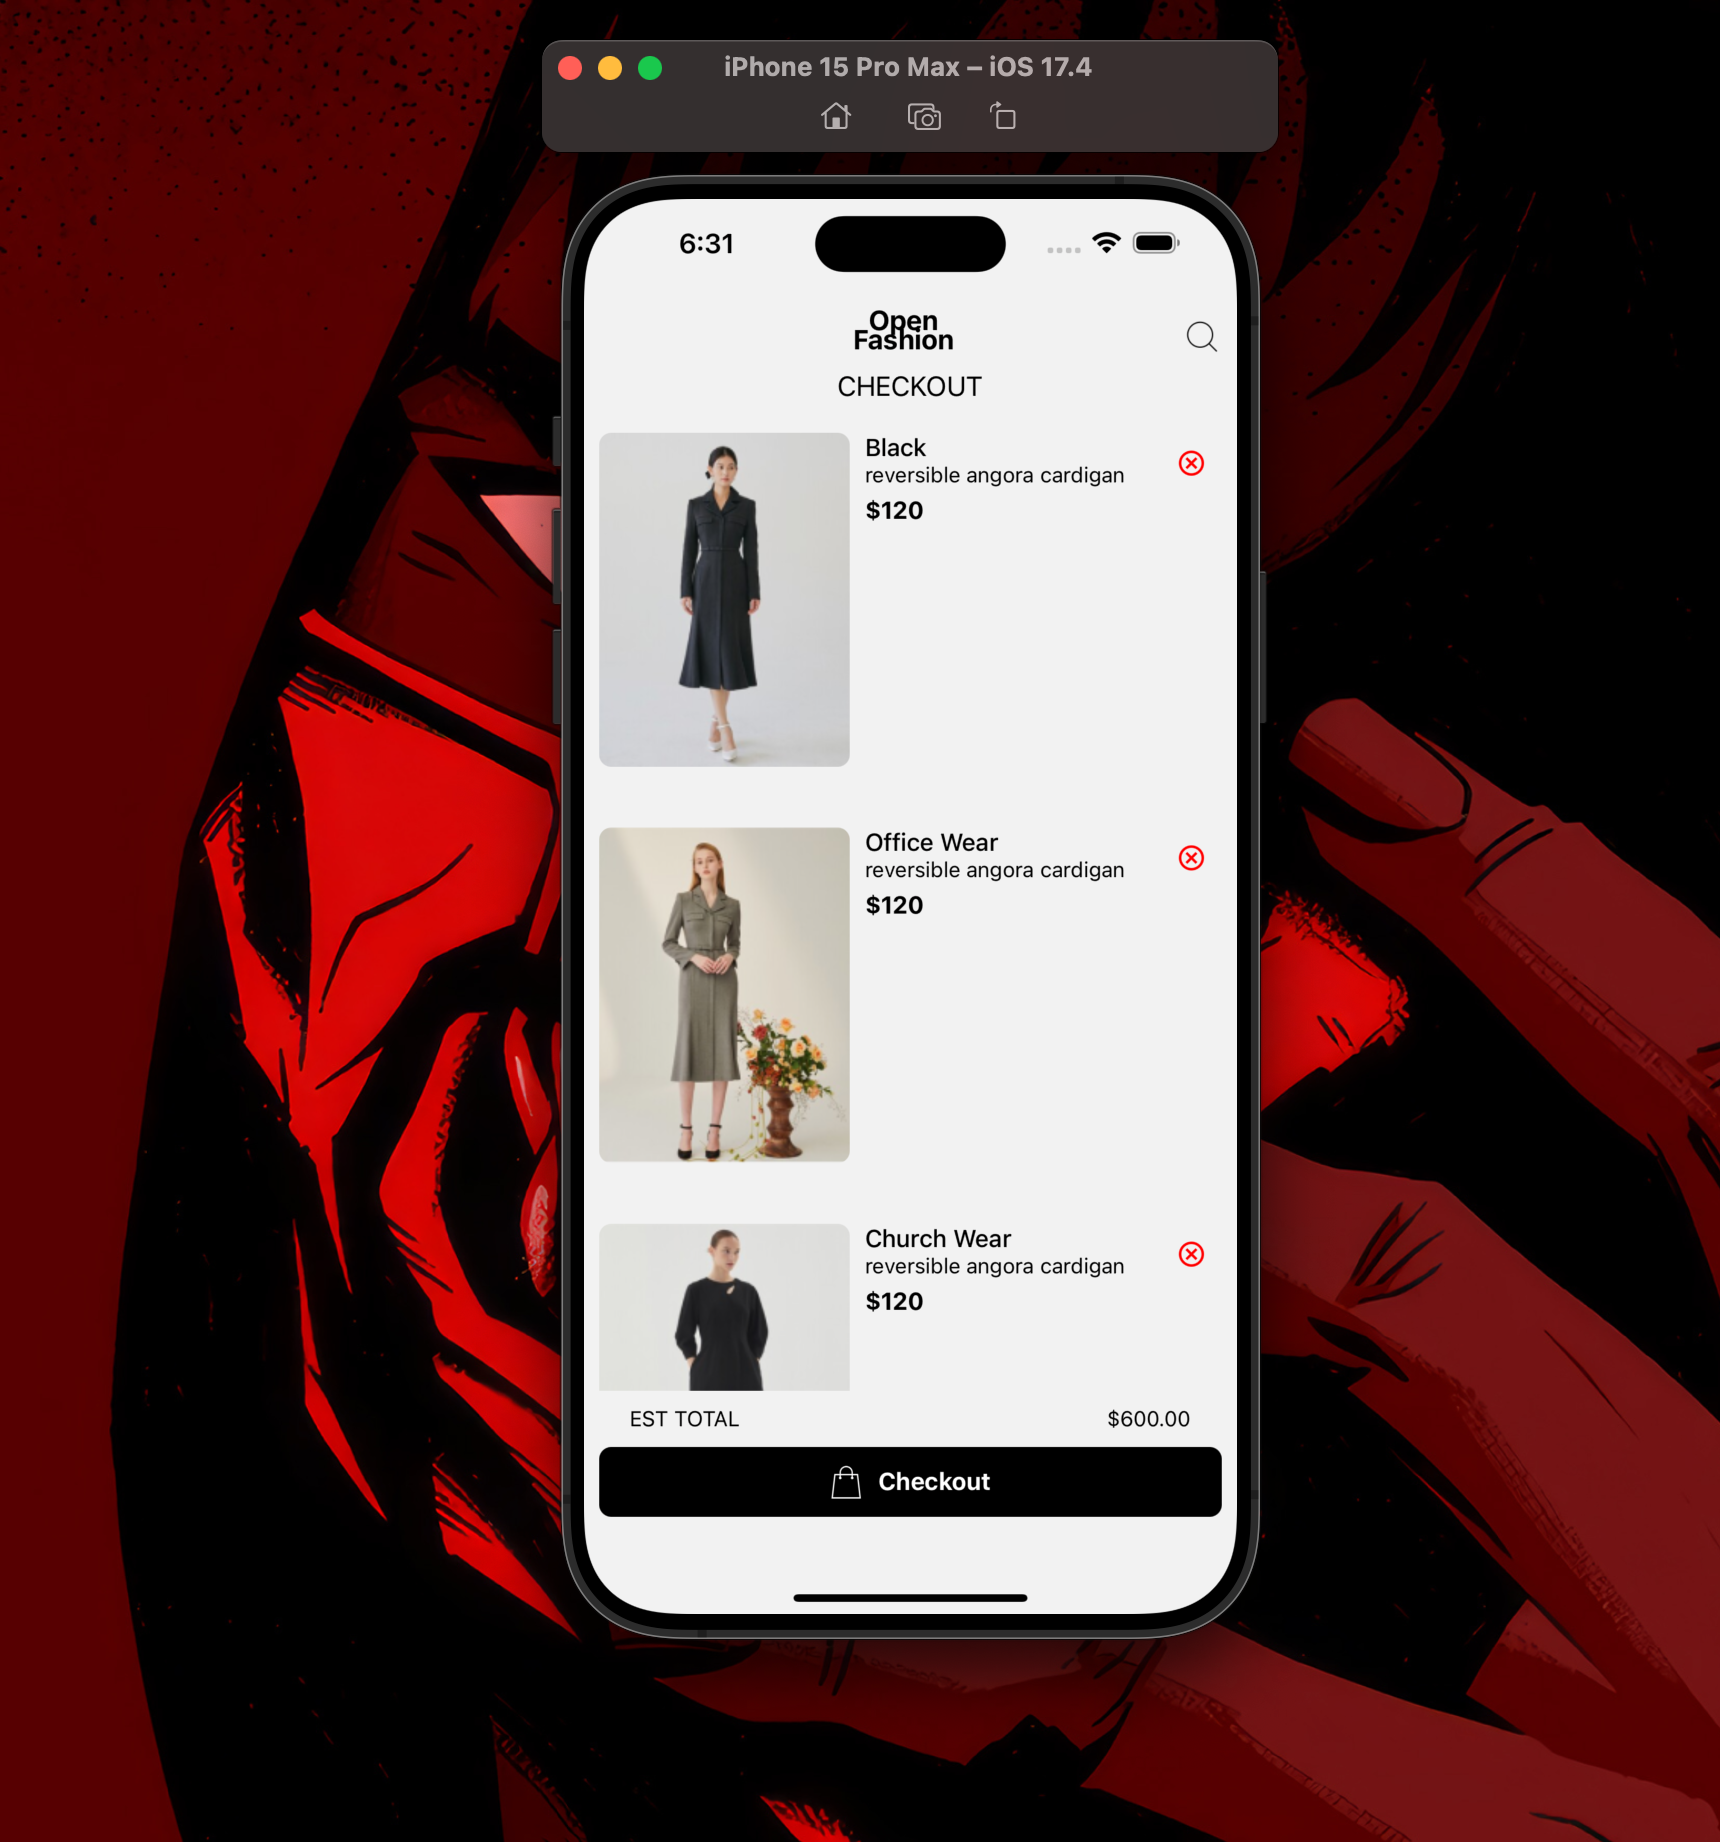 iPhone 15 Pro Max – iOS 17.4
6:31
Open
Fashion
CHECKOUT
Black
reversible angora cardigan
$120
Office Wear
reversible angora cardigan
$120
Church Wear
reversible angora cardigan
$120
EST TOTAL $600.00
Checkout